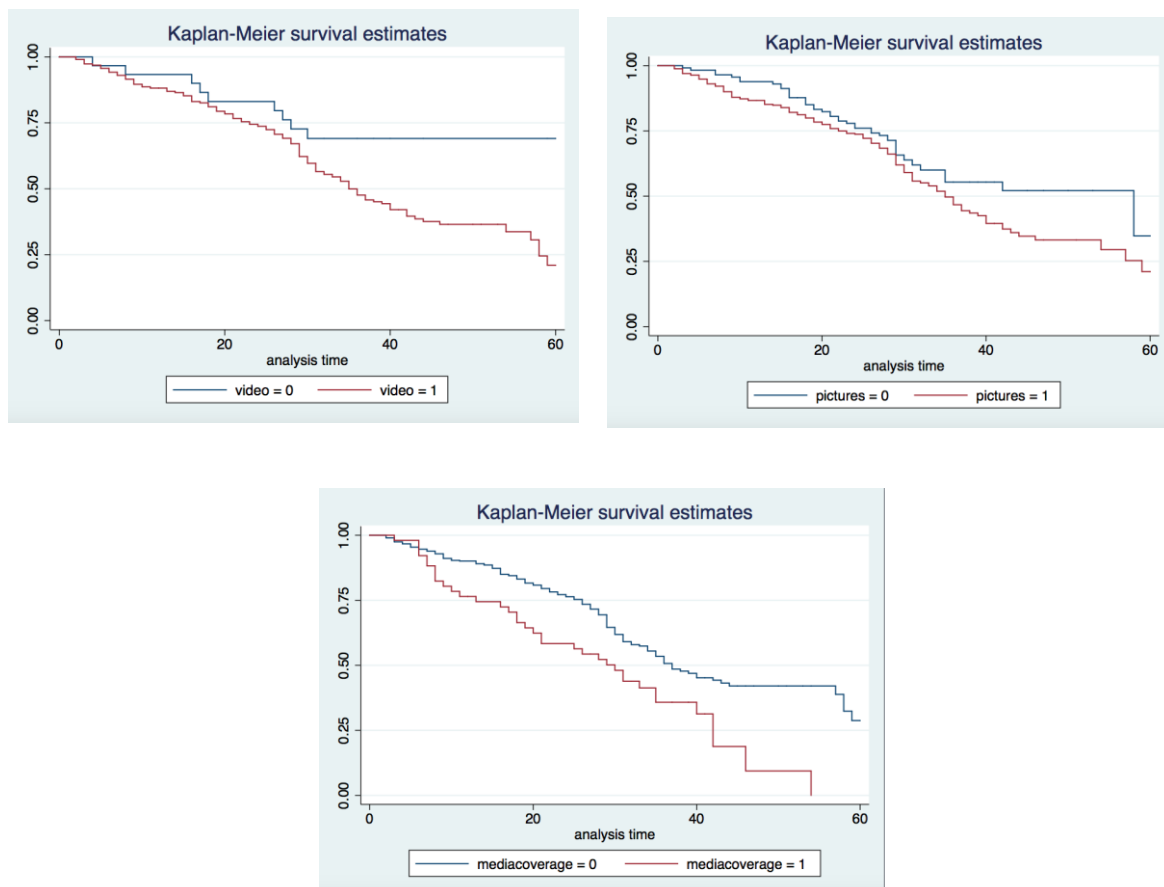 Kaplan-Meier survival estimates
1.00
0.75
0.50
0.25
0.00
0 20 40 60
analysis time
video = 0 video = 1
Kaplan-Meier survival estimates
1.00
0.75
0.50
0.25
0.00
0 20 40 60
analysis time
pictures = 0 pictures = 1
Kaplan-Meier survival estimates
1.00
0.75
0.50
0.25
0.00
0 20 40 60
analysis time
mediacoverage = 0 mediacoverage = 1